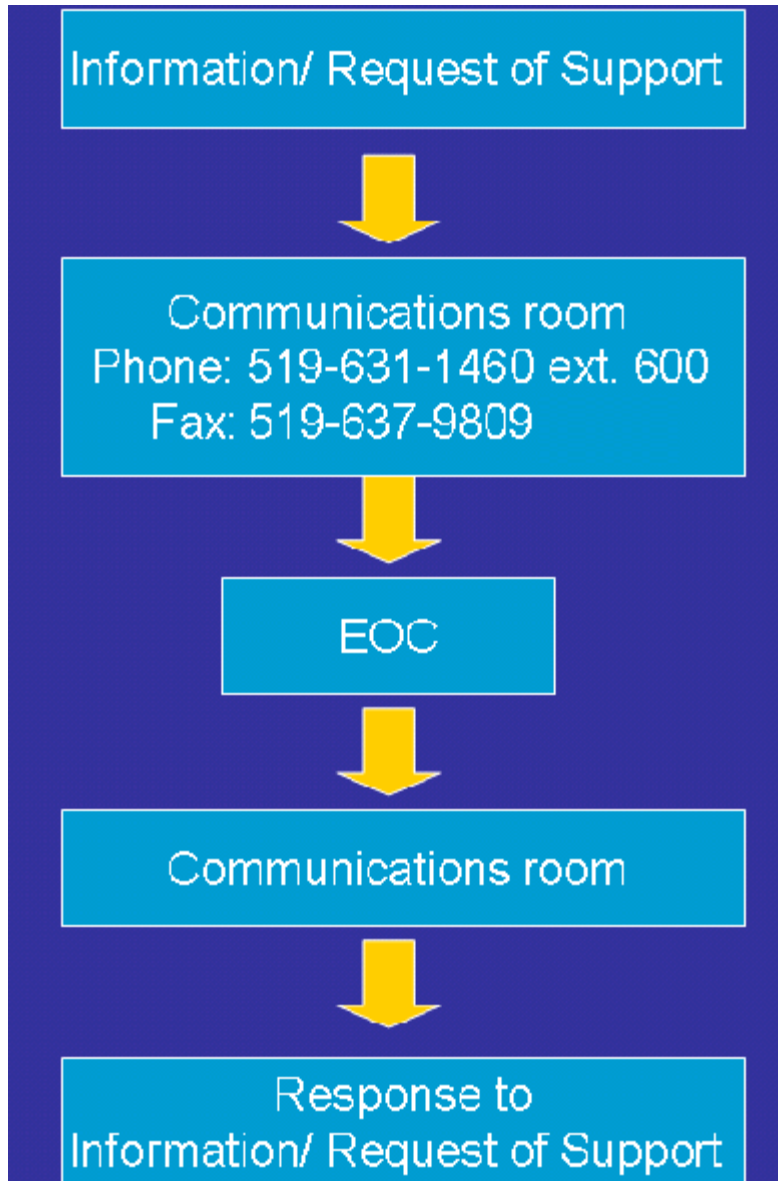 Information/ Request of Support
Communications room
Phone: 519-631-1460 ext. 600
Fax: 519-637-9809
EOC
Communications room
Response to
Information/ Request of Support